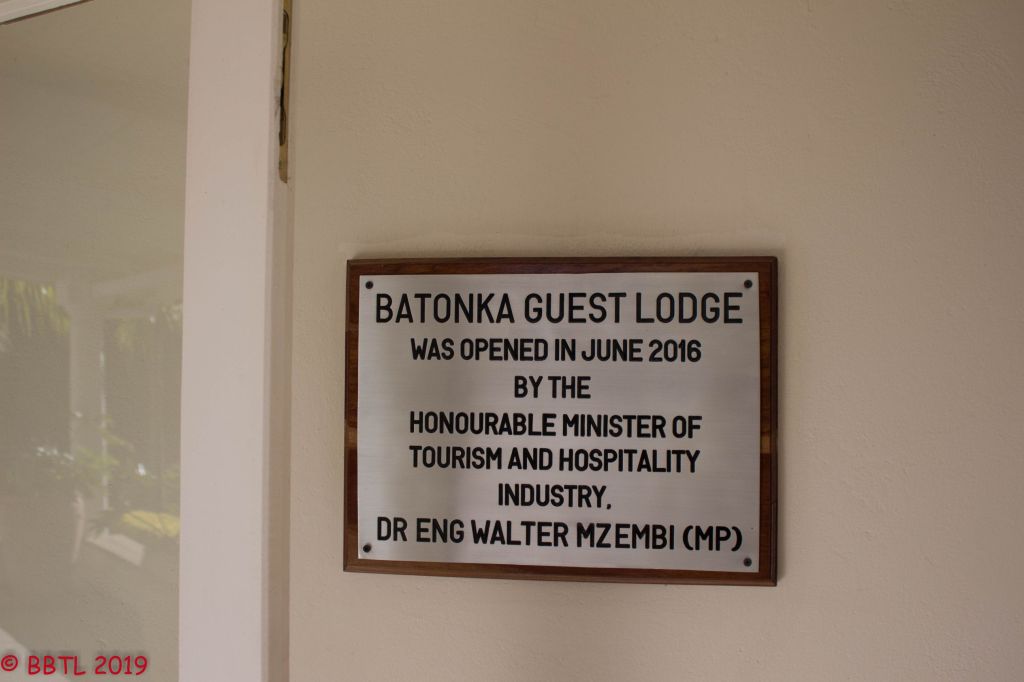 BATONKA GUEST LODGE
WAS OPENED IN JUNE 2016
BY THE
HONOURABLE MINISTER OF
TOURISM AND HOSPITALITY
INDUSTRY,
DR ENG WALTER MZEMBI (MP)
© BBTL 2019